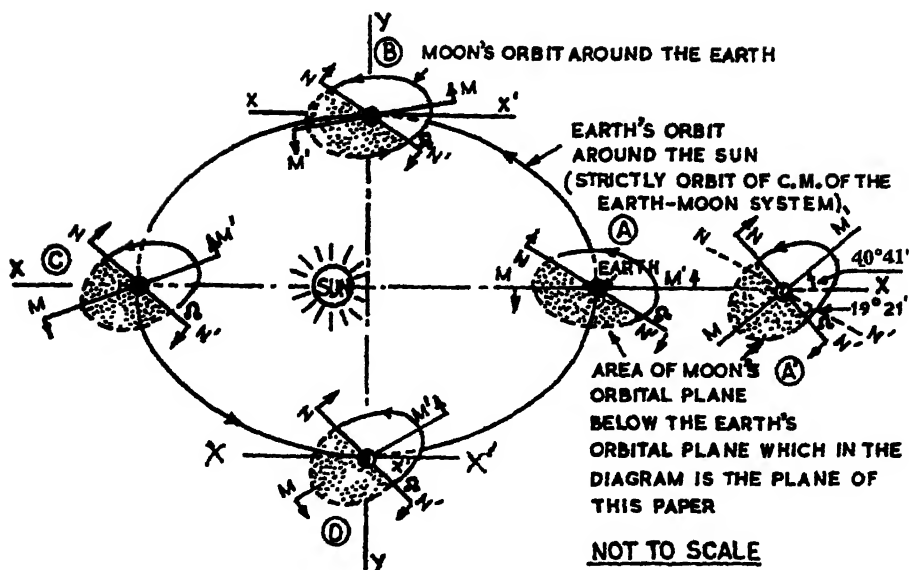 Y
Ⓑ MOON'S ORBIT AROUND THE EARTH
N M
X X'
M' Ω N'
EARTH'S ORBIT
AROUND THE SUN
(STRICTLY ORBIT OF C.M. OF THE
EARTH-MOON SYSTEM).
N M' Ⓐ N N M'
Ⓒ N EARTH 40°41'
X SUN M M'4 X
M Ω N' Ω N' 19°21'
M Ω N' N'
AREA OF MOON'S Ⓐ'
ORBITAL PLANE
BELOW THE EARTH'S
ORBITAL PLANE WHICH IN THE
DIAGRAM IS THE PLANE OF
THIS PAPER
N M'4
X X'
M x' Ω N'
Ⓓ
Y
NOT TO SCALE